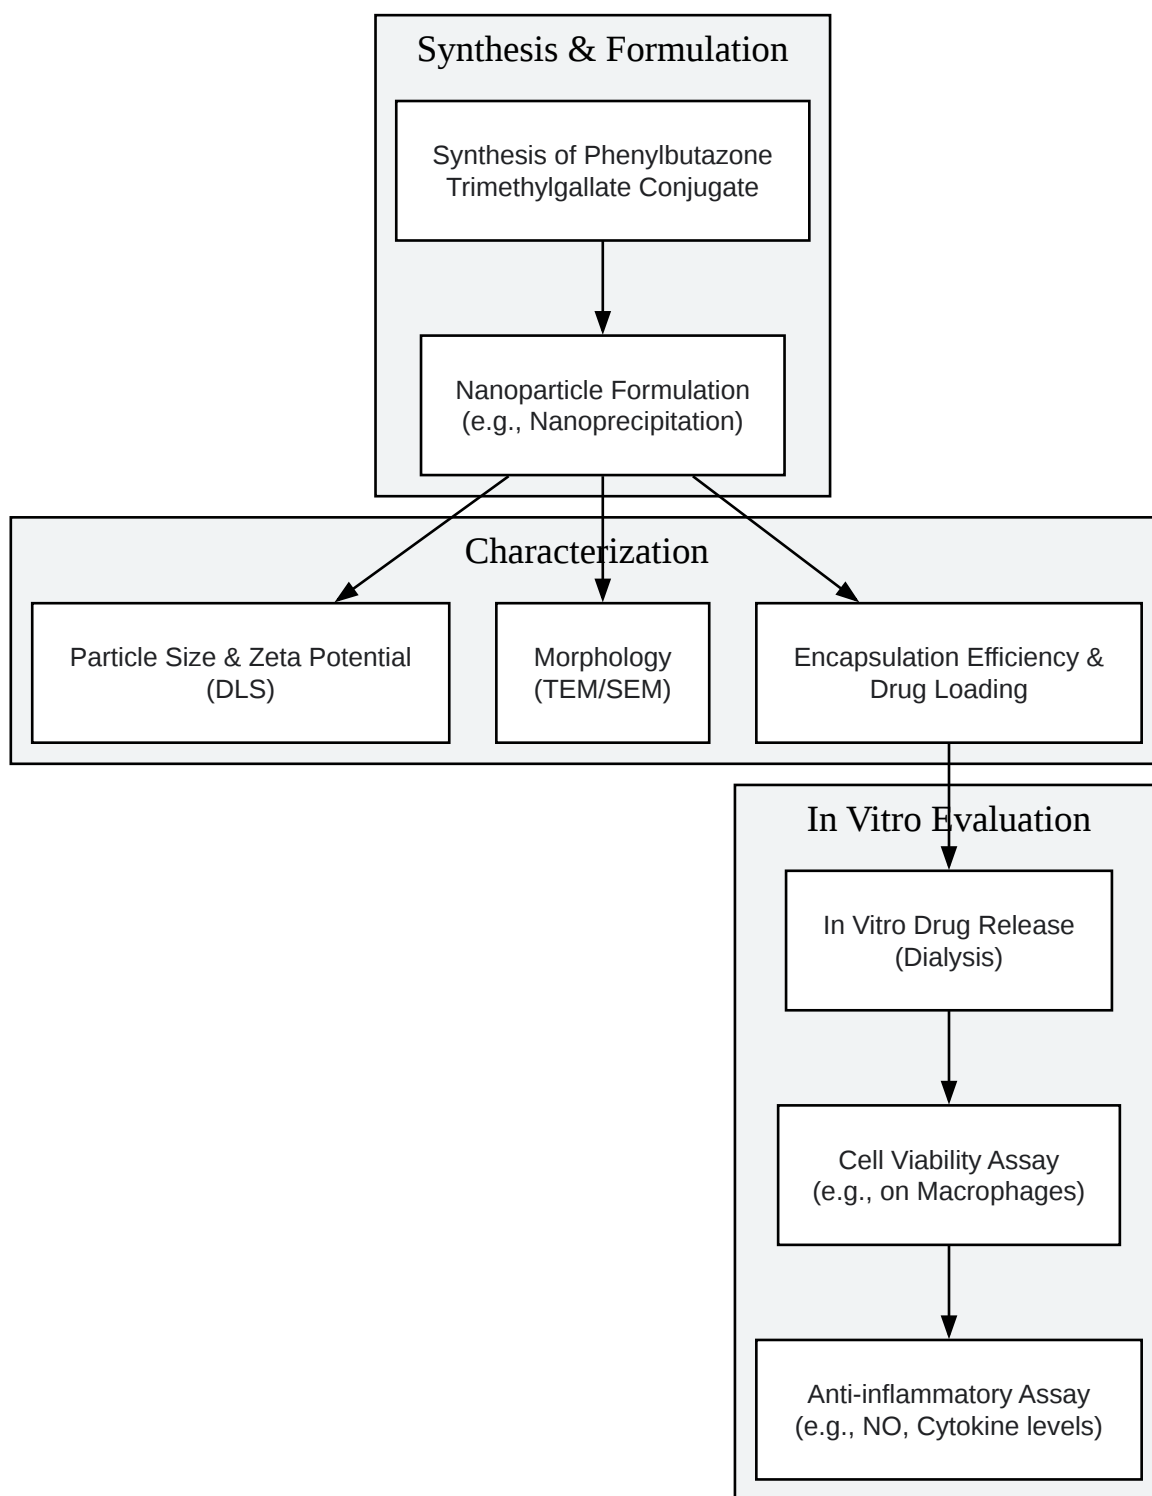 Synthesis & Formulation
Synthesis of Phenylbutazone
Trimethylgallate Conjugate
Nanoparticle Formulation
(e.g., Nanoprecipitation)
Characterization
Particle Size & Zeta Potential
(DLS)
Morphology
(TEM/SEM)
Encapsulation Efficiency &
Drug Loading
In Vitro Evaluation
In Vitro Drug Release
(Dialysis)
Cell Viability Assay
(e.g., on Macrophages)
Anti-inflammatory Assay
(e.g., NO, Cytokine levels)